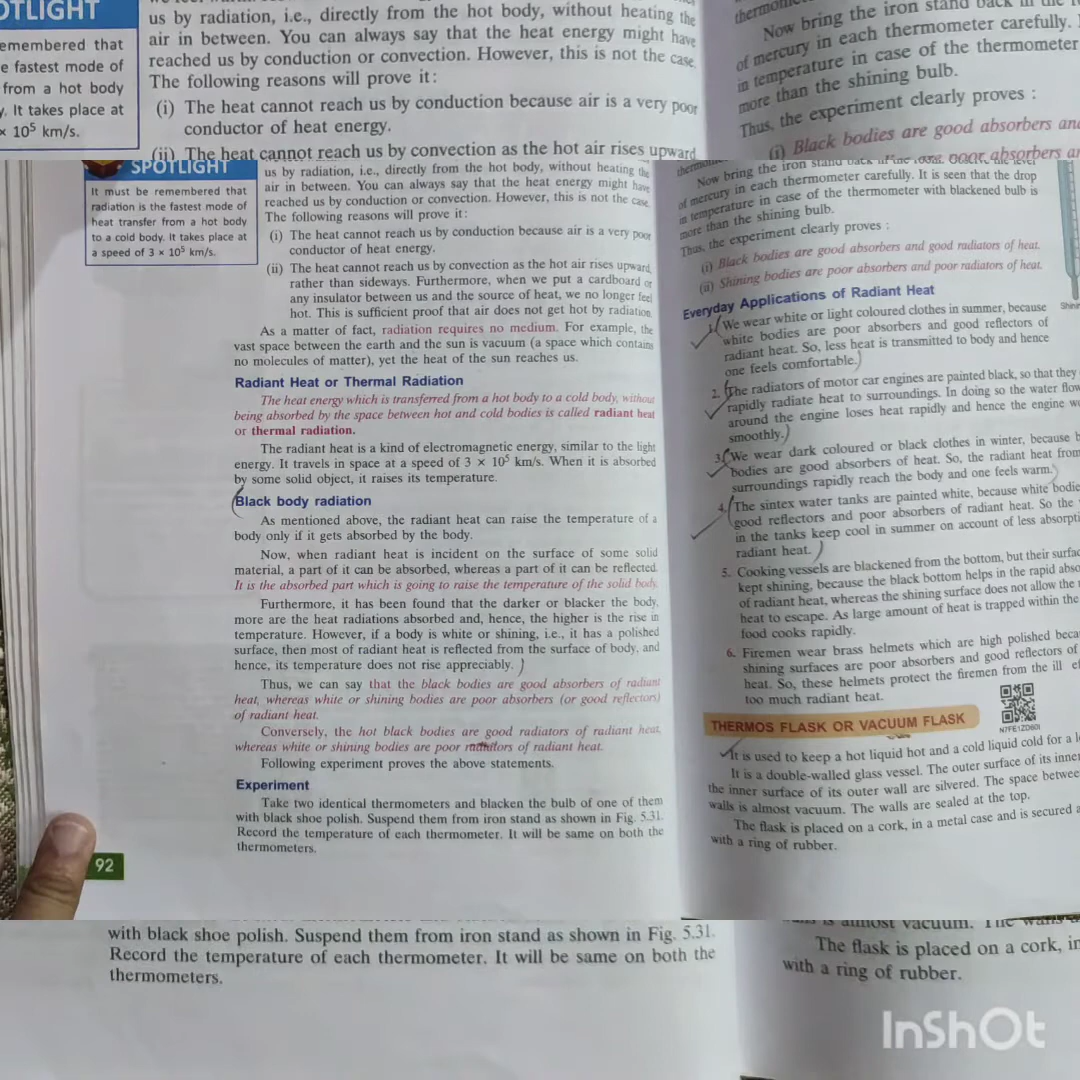 OTLIGHT
emembered that
e fastest mode of
from a hot body
y. It takes place at
× 10⁵ km/s.
us by radiation, i.e., directly from the hot body, without heating the
air in between. You can always say that the heat energy might have
reached us by conduction or convection. However, this is not the case.
The following reasons will prove it:
(i) The heat cannot reach us by conduction because air is a very poor
conductor of heat energy.
(ii) The heat cannot reach us by convection as the hot air rises upward
Now bring the iron stand back in the
of mercury in each thermometer carefully.
in temperature in case of the thermometer
more than the shining bulb.
Thus, the experiment clearly proves :
(i) Black bodies are good absorbers an
SPOTLIGHT
It must be remembered that
radiation is the fastest mode of
heat transfer from a hot body
to a cold body. It takes place at
a speed of 3 × 10⁵ km/s.
us by radiation, i.e., directly from the hot body, without heating the
air in between. You can always say that the heat energy might have
reached us by conduction or convection. However, this is not the case.
The following reasons will prove it:
(i) The heat cannot reach us by conduction because air is a very poor
conductor of heat energy.
(ii) The heat cannot reach us by convection as the hot air rises upward,
rather than sideways. Furthermore, when we put a cardboard or
any insulator between us and the source of heat, we no longer feel
hot. This is sufficient proof that air does not get hot by radiation.
As a matter of fact, radiation requires no medium. For example, the
vast space between the earth and the sun is vacuum (a space which contains
no molecules of matter), yet the heat of the sun reaches us.
Radiant Heat or Thermal Radiation
The heat energy which is transferred from a hot body to a cold body, without
being absorbed by the space between hot and cold bodies is called radiant heat
or thermal radiation.
The radiant heat is a kind of electromagnetic energy, similar to the light
energy. It travels in space at a speed of 3 × 10⁵ km/s. When it is absorbed
by some solid object, it raises its temperature.
Black body radiation
As mentioned above, the radiant heat can raise the temperature of a
body only if it gets absorbed by the body.
Now, when radiant heat is incident on the surface of some solid
material, a part of it can be absorbed, whereas a part of it can be reflected.
It is the absorbed part which is going to raise the temperature of the solid body.
Furthermore, it has been found that the darker or blacker the body,
more are the heat radiations absorbed and, hence, the higher is the rise in
temperature. However, if a body is white or shining, i.e., it has a polished
surface, then most of radiant heat is reflected from the surface of body, and
hence, its temperature does not rise appreciably.
Thus, we can say that the black bodies are good absorbers of radiant
heat, whereas white or shining bodies are poor absorbers (or good reflectors)
of radiant heat.
Conversely, the hot black bodies are good radiators of radiant heat,
whereas white or shining bodies are poor radiators of radiant heat.
Following experiment proves the above statements.
Experiment
Take two identical thermometers and blacken the bulb of one of them
with black shoe polish. Suspend them from iron stand as shown in Fig. 5.31.
Record the temperature of each thermometer. It will be same on both the
thermometers.
92
Now bring the iron stand back in the
of mercury in each thermometer carefully. It is seen that the drop
in temperature in case of the thermometer with blackened bulb is
more than the shining bulb.
Thus, the experiment clearly proves :
(i) Black bodies are good absorbers and good radiators of heat.
(ii) Shining bodies are poor absorbers and poor radiators of heat.
Everyday Applications of Radiant Heat
1. We wear white or light coloured clothes in summer, because
white bodies are poor absorbers and good reflectors of
radiant heat. So, less heat is transmitted to body and hence
one feels comfortable.
2. The radiators of motor car engines are painted black, so that they
rapidly radiate heat to surroundings. In doing so the water flow
around the engine loses heat rapidly and hence the engine wo
smoothly.
3. We wear dark coloured or black clothes in winter, because b
bodies are good absorbers of heat. So, the radiant heat from
surroundings rapidly reach the body and one feels warm.
4. The sintex water tanks are painted white, because white bodie
good reflectors and poor absorbers of radiant heat. So the
in the tanks keep cool in summer on account of less absorpti
radiant heat.
5. Cooking vessels are blackened from the bottom, but their surfac
kept shining, because the black bottom helps in the rapid abso
of radiant heat, whereas the shining surface does not allow the
heat to escape. As large amount of heat is trapped within the
food cooks rapidly.
6. Firemen wear brass helmets which are high polished beca
shining surfaces are poor absorbers and good reflectors of
heat. So, these helmets protect the firemen from the ill ef
too much radiant heat.
THERMOS FLASK OR VACUUM FLASK
It is used to keep a hot liquid hot and a cold liquid cold for a l
It is a double-walled glass vessel. The outer surface of its inner
the inner surface of its outer wall are silvered. The space betwee
walls is almost vacuum. The walls are sealed at the top.
The flask is placed on a cork, in a metal case and is secured a
with a ring of rubber.
with black shoe polish. Suspend them from iron stand as shown in Fig. 5.31.
Record the temperature of each thermometer. It will be same on both the
thermometers.
The flask is placed on a cork, in
with a ring of rubber.
InShOt